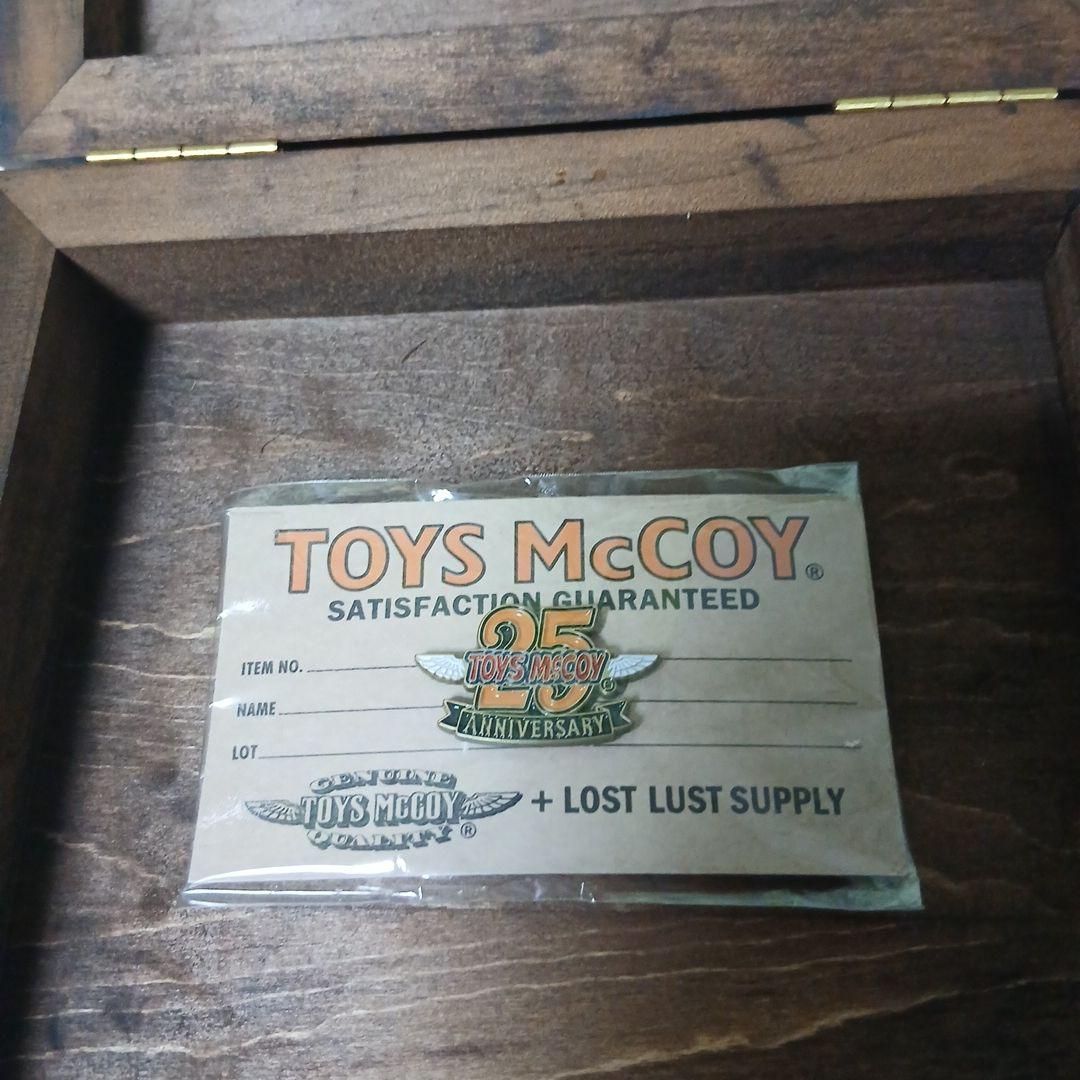 TOYS McCOY®
SATISFACTION GUARANTEED
25
TOYS McCOY®
ANNIVERSARY
ITEM NO.
NAME
LOT
GENUINE
TOYS McCOY
QUALITY®
+ LOST LUST SUPPLY